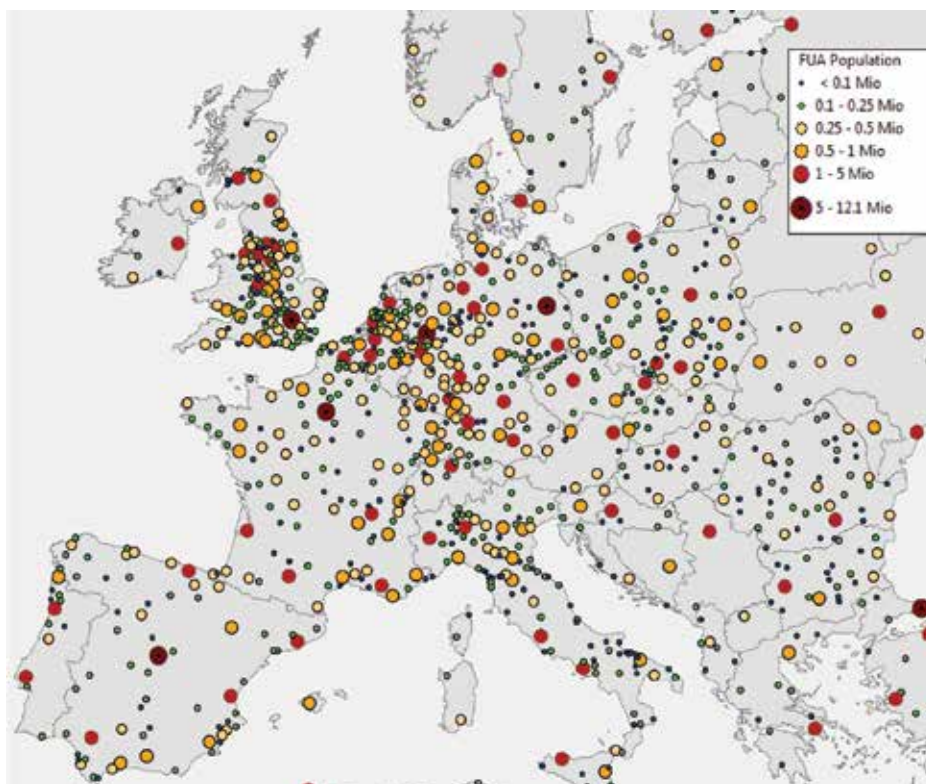 FUA Population
< 0.1 Mio
0.1 - 0.25 Mio
0.25 - 0.5 Mio
0.5 - 1 Mio
1 - 5 Mio
5 - 12.1 Mio